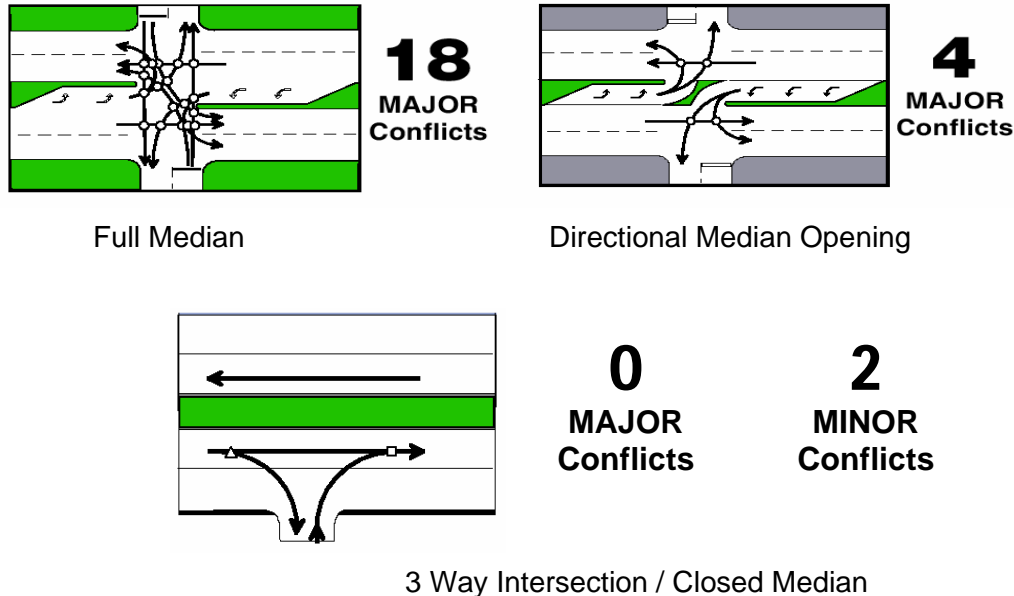 18
MAJOR
Conflicts
4
MAJOR
Conflicts
Full Median
Directional Median Opening
0
MAJOR
Conflicts
2
MINOR
Conflicts
3 Way Intersection / Closed Median